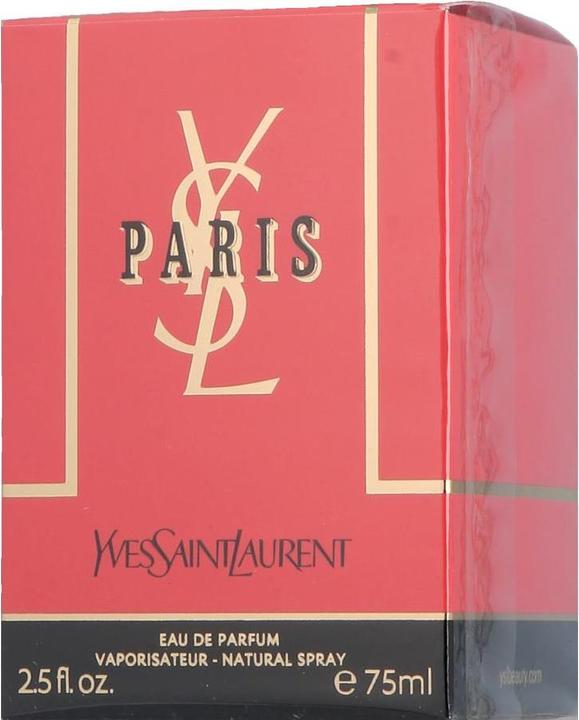 YSL
PARIS
YVESSAINTLAURENT
EAU DE PARFUM
VAPORISATEUR - NATURAL SPRAY
2.5 fl. oz. ℮ 75ml
yslbeauty.com